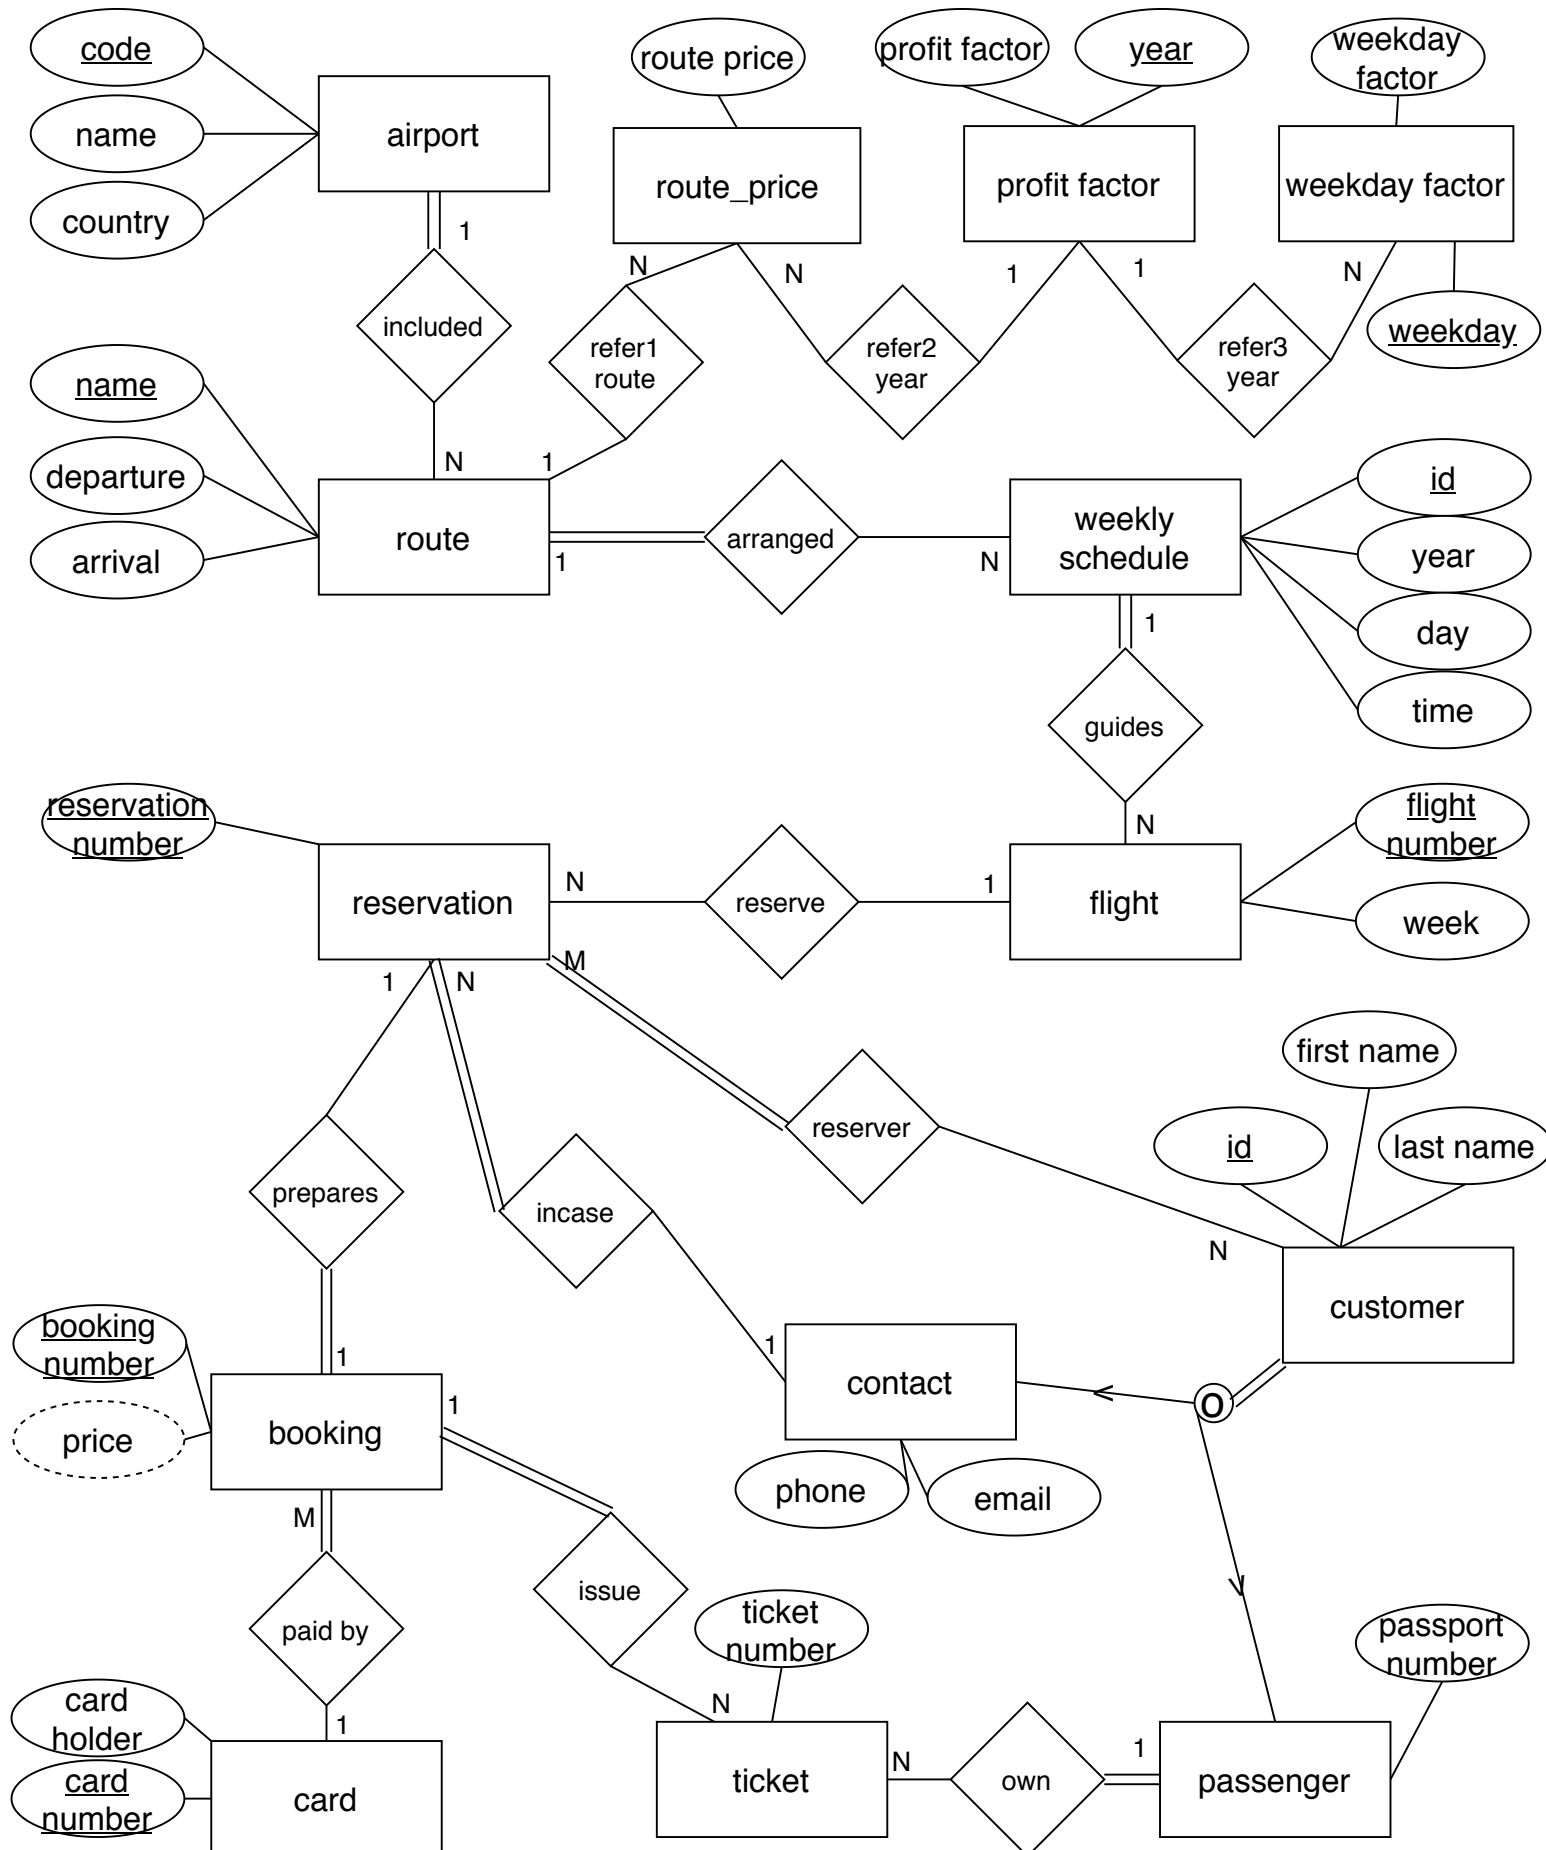 code
name
country
airport
1
route price
route_price
profit factor
year
profit factor
weekday
factor
weekday factor
weekday
included
N
refer1
route
1
N
N
refer2
year
1
1
refer3
year
N
name
departure
arrival
route
1
arranged
N
weekly
schedule
id
year
day
time
1
guides
N
reservation
number
reservation
N
reserve
1
flight
flight
number
week
1
N
M
reserver
N
first name
id
last name
customer
prepares
1
incase
1
contact
phone
email
O
booking
number
price
booking
1
M
paid by
1
issue
N
ticket
number
ticket
N
own
1
passenger
passport
number
card
holder
card
number
card